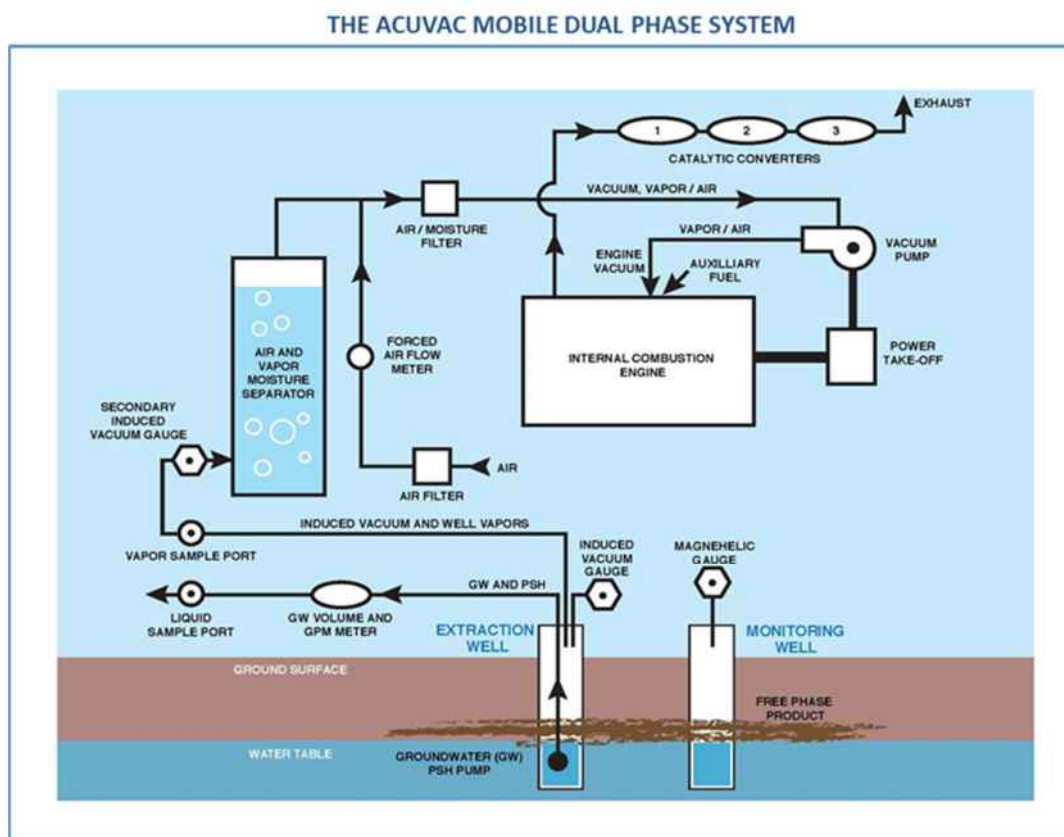 THE ACUVAC MOBILE DUAL PHASE SYSTEM
EXHAUST
1 2 3
CATALYTIC CONVERTERS
VACUUM, VAPOR / AIR
AIR / MOISTURE
FILTER
VAPOR / AIR
VACUUM
PUMP
ENGINE
VACUUM
AUXILLIARY
FUEL
FORCED
AIR FLOW
METER
INTERNAL COMBUSTION
ENGINE
POWER
TAKE-OFF
AIR AND
VAPOR
MOISTURE
SEPARATOR
SECONDARY
INDUCED
VACUUM GAUGE
AIR
AIR FILTER
INDUCED VACUUM AND WELL VAPORS
VAPOR SAMPLE PORT
INDUCED
VACUUM
GAUGE
MAGNEHELIC
GAUGE
GW AND PSH
LIQUID
SAMPLE PORT
GW VOLUME AND
GPM METER
EXTRACTION
WELL
MONITORING
WELL
GROUND SURFACE
FREE PHASE
PRODUCT
WATER TABLE
GROUNDWATER (GW)
PSH PUMP